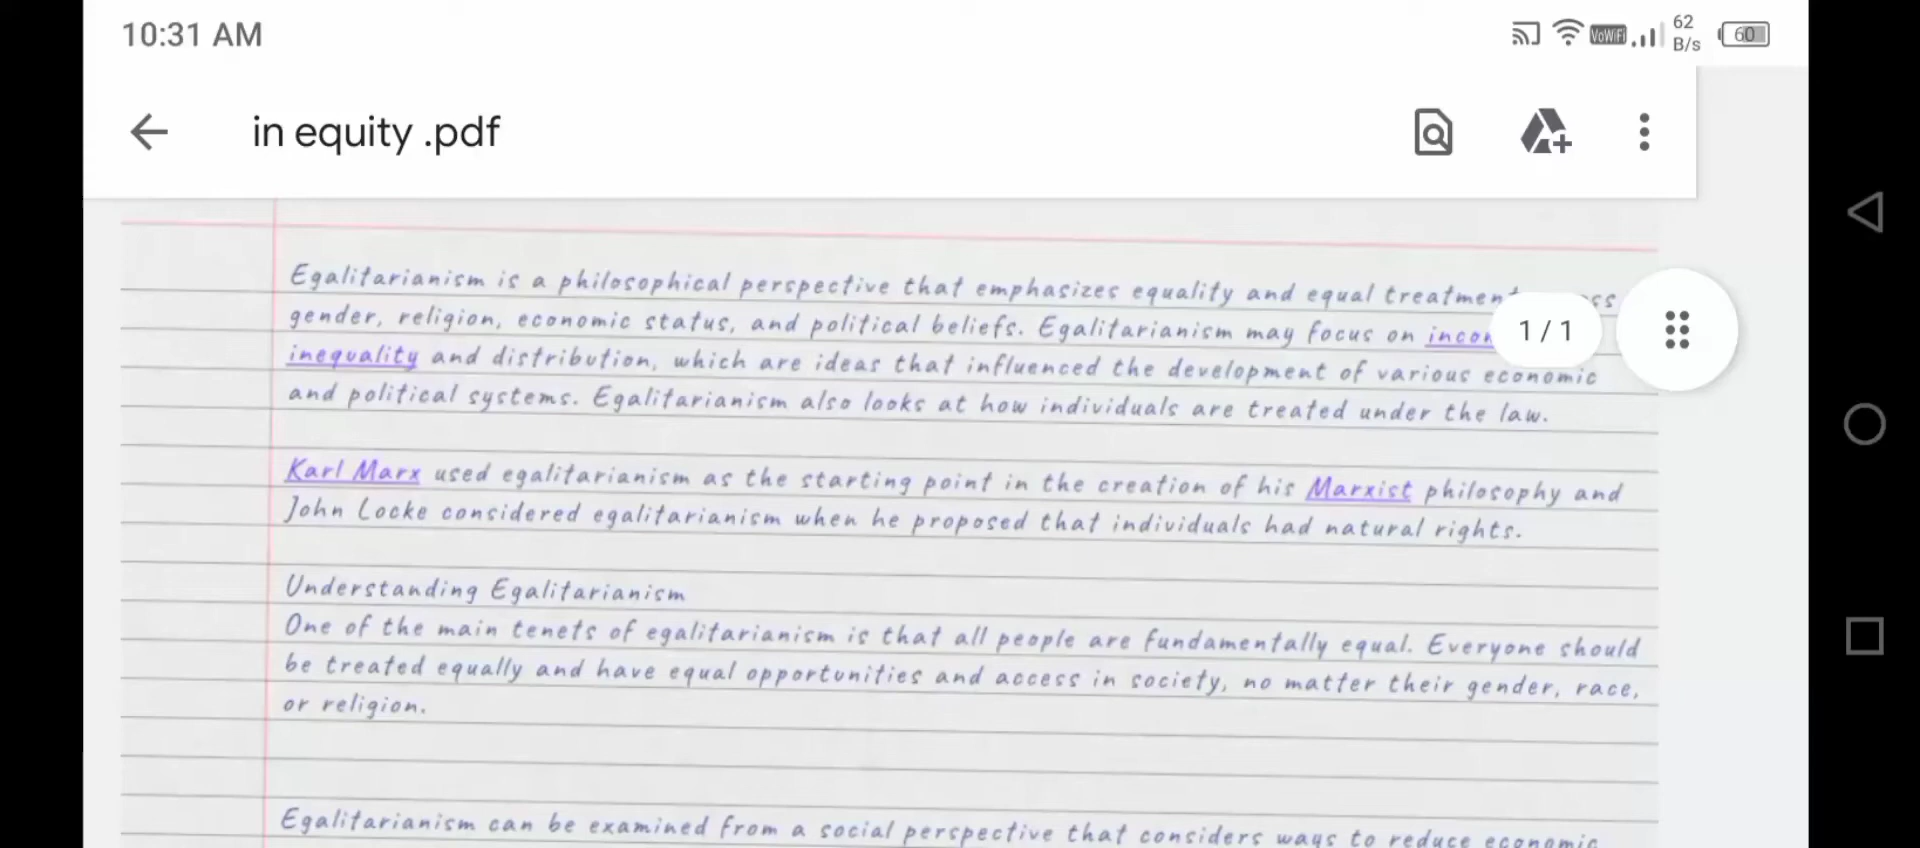 10:31 AM
VoWiFi
62
B/s
60
in equity .pdf
Egalitarianism is a philosophical perspective that emphasizes equality and equal treatment
gender, religion, economic status, and political beliefs. Egalitarianism may focus on
1/1
inequality and distribution, which are ideas that influenced the development of various economic
and political systems. Egalitarianism also looks at how individuals are treated under the law.
Karl Marx used egalitarianism as the starting point in the creation of his Marxist philosophy and
John Locke considered egalitarianism when he proposed that individuals had natural rights.
Understanding Egalitarianism
One of the main tenets of egalitarianism is that all people are fundamentally equal. Everyone should
be treated equally and have equal opportunities and access in society, no matter their gender, race,
or religion.
Egalitarianism can be examined from a social perspective that considers ways to reduce economic